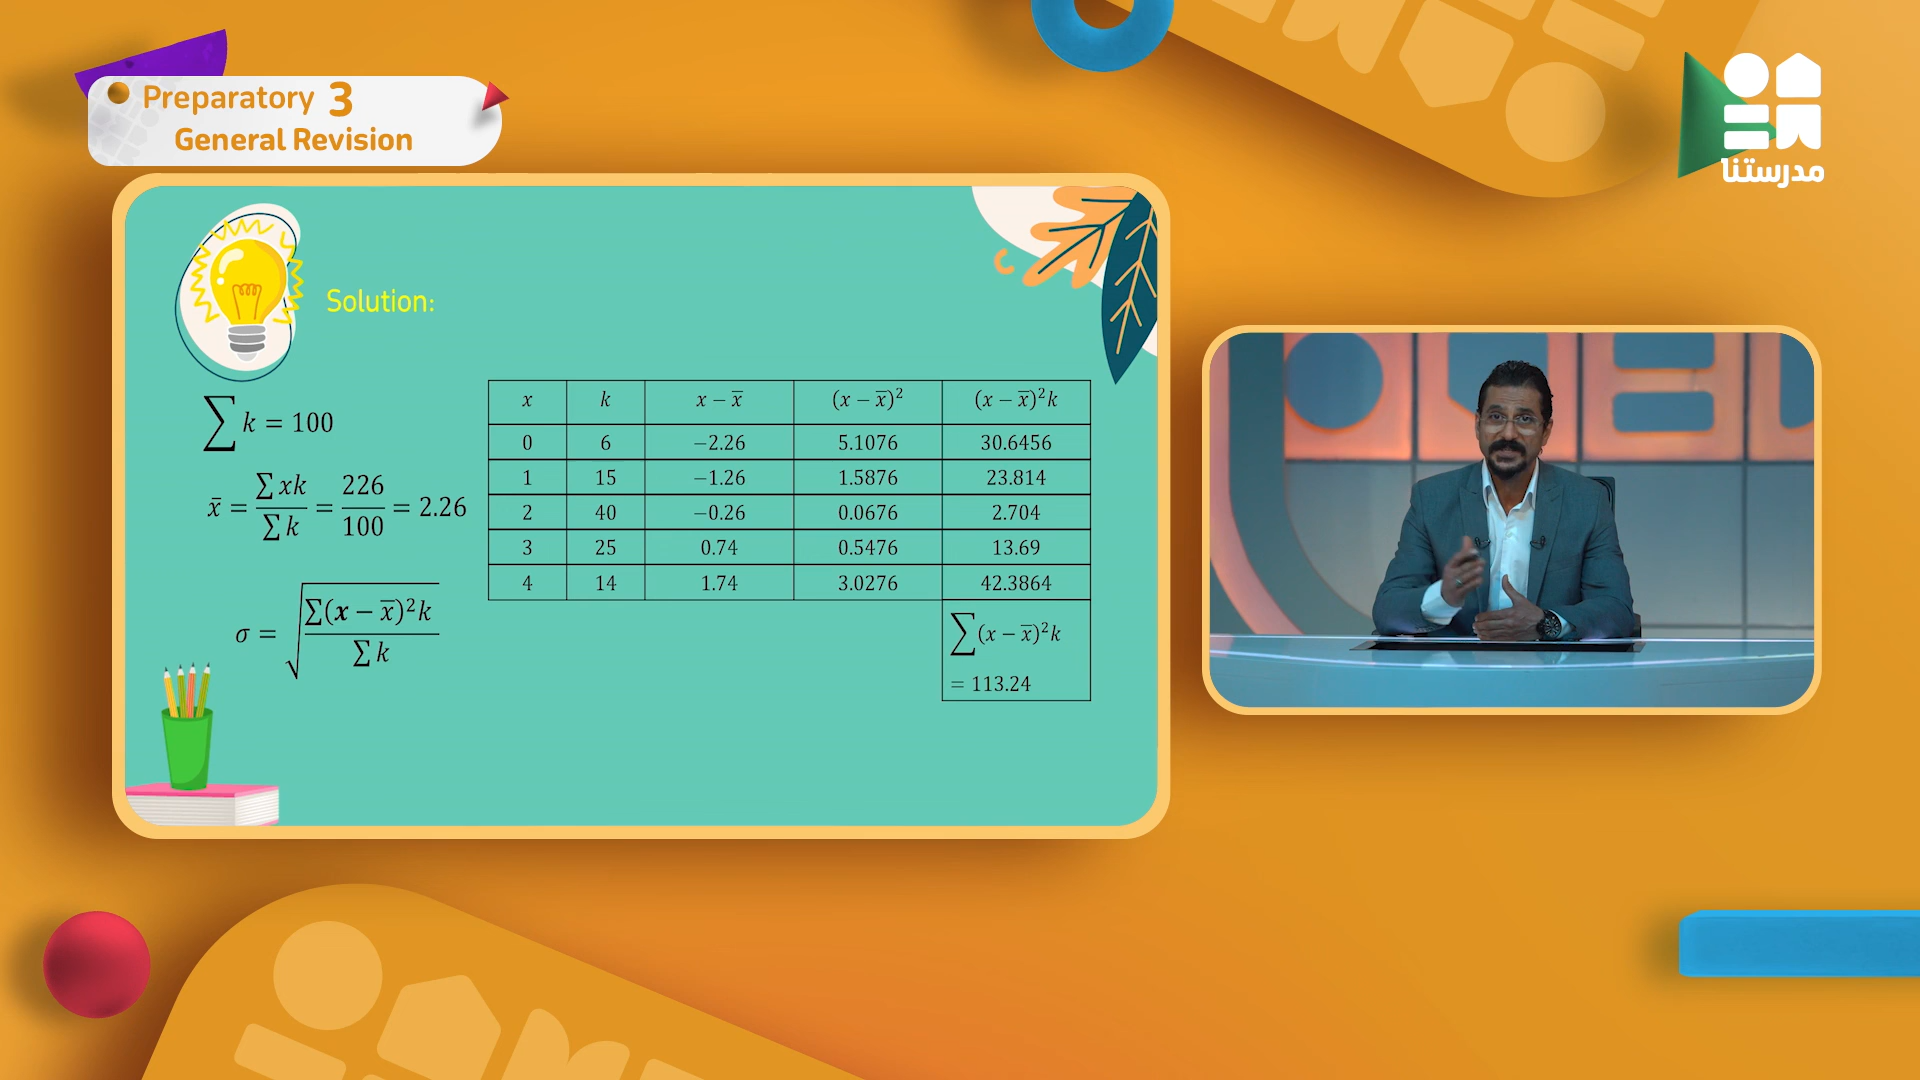 Preparatory 3
General Revision
مدرستنا
Solution:
∑ k = 100
x̄ = ∑ xk / ∑ k = 226 / 100 = 2.26
σ = √(∑(x − x̄)²k / ∑ k)
x k x − x̄ (x − x̄)² (x − x̄)²k
0 6 −2.26 5.1076 30.6456
1 15 −1.26 1.5876 23.814
2 40 −0.26 0.0676 2.704
3 25 0.74 0.5476 13.69
4 14 1.74 3.0276 42.3864
∑(x − x̄)²k
= 113.24